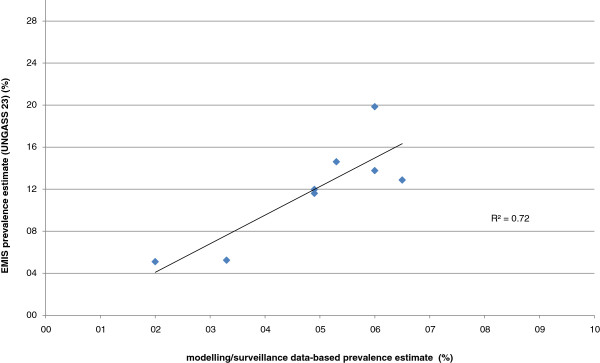 EMIS prevalence estimate (UNGASS 23) (%)
28
24
20
16
12
08
04
00
R² = 0.72
00 01 02 03 04 05 06 07 08 09 10
modelling/surveillance data-based prevalence estimate (%)